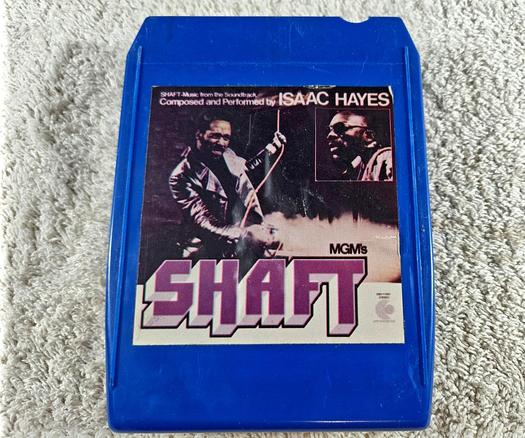 SHAFT-Music from the Soundtrack
Composed and Performed by ISAAC HAYES
MGM's
SHAFT